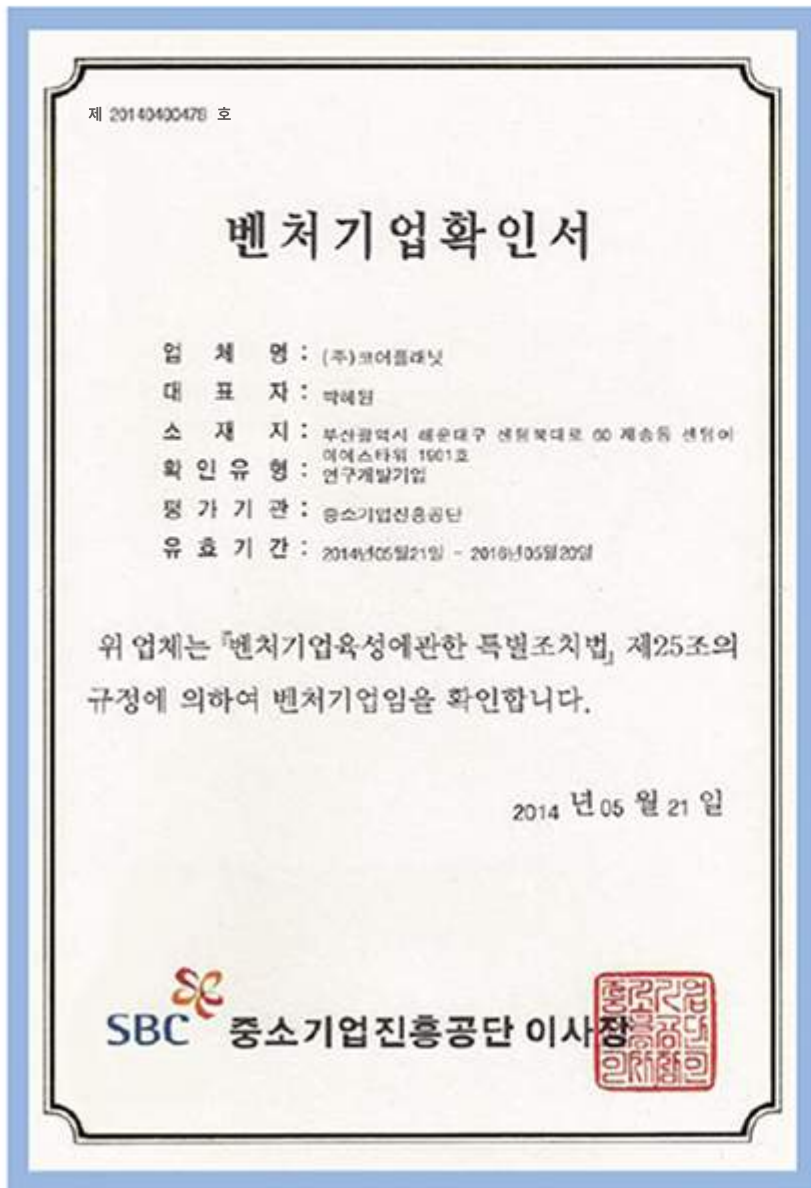 제 20140400478 호
벤처기업확인서
업 체 명 : (주)코어플래닛
대 표 자 : 박혜원
소 재 지 : 부산광역시 해운대구 센텀북대로 60 재송동 센텀아
이에스타워 1901호
확 인 유 형 : 연구개발기업
평 가 기 관 : 중소기업진흥공단
유 효 기 간 : 2014년05월21일 - 2016년05월20일
위 업체는 『벤처기업육성에관한 특별조치법』 제25조의
규정에 의하여 벤처기업임을 확인합니다.
2014 년 05 월 21 일
SBC 중소기업진흥공단 이사장